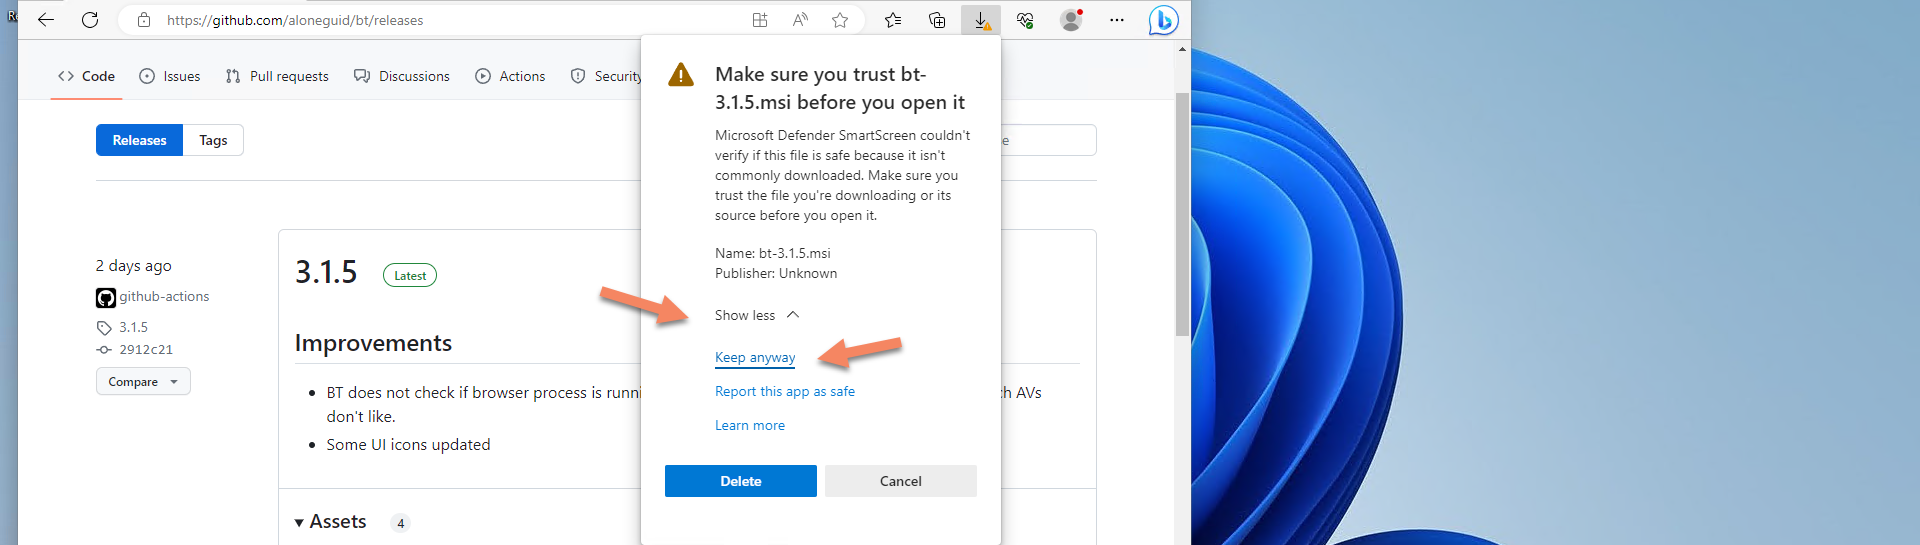 https://github.com/aloneguid/bt/releases
Code
Issues
Pull requests
Discussions
Actions
Security
Releases
Tags
2 days ago
github-actions
3.1.5
2912c21
Compare
3.1.5
Latest
Improvements
BT does not check if browser process is
AVs
don't like.
Some UI icons updated
Assets 4
Make sure you trust bt-
3.1.5.msi before you open it
Microsoft Defender SmartScreen couldn't
verify if this file is safe because it isn't
commonly downloaded. Make sure you
trust the file you're downloading or its
source before you open it.
Name: bt-3.1.5.msi
Publisher: Unknown
Show less
Keep anyway
Report this app as safe
Learn more
Delete
Cancel